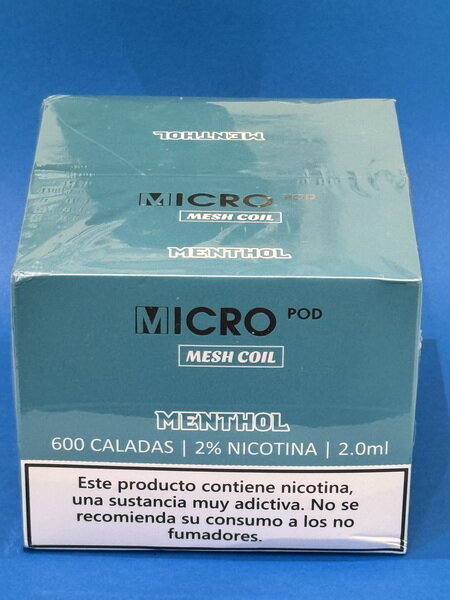 MENTHOL
MICRO POD
MESH COIL
MENTHOL
MICRO POD
MESH COIL
MENTHOL
600 CALADAS | 2% NICOTINA | 2.0ml
Este producto contiene nicotina,
una sustancia muy adictiva. No se
recomienda su consumo a los no
fumadores.